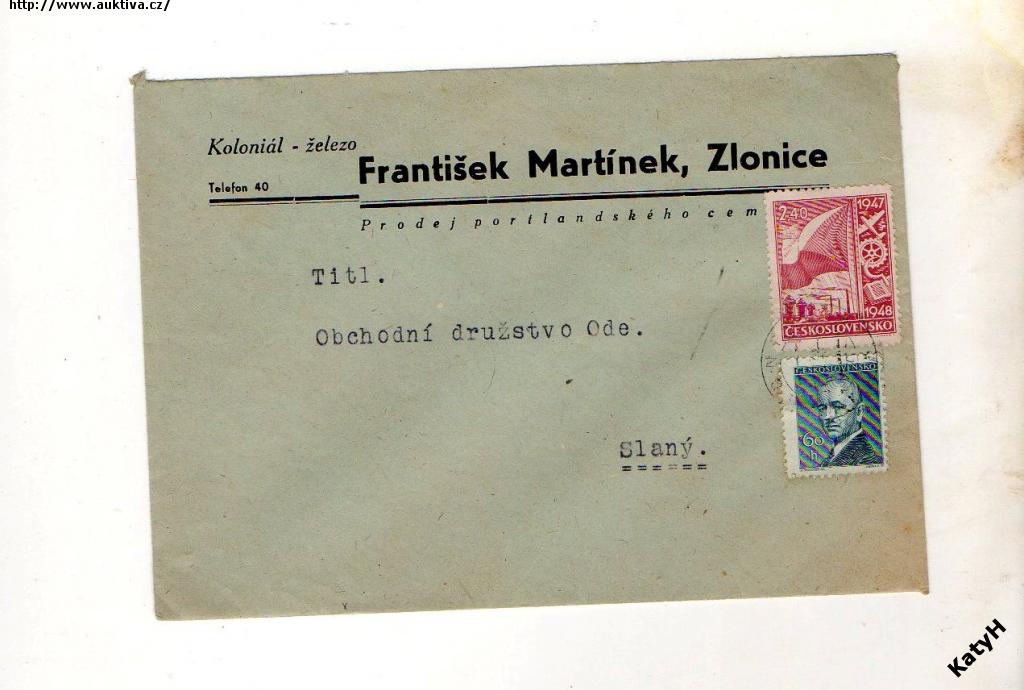 http://www.auktiva.cz/
Koloniál - železo
František Martínek, Zlonice
Telefon 40
Prodej portlandského cem
2·40
1947
1948
ČESKOSLOVENSKO
Titl.
Obchodní družstvo Ode.
ČESKOSLOVENSKO
60
h
Slaný.
KatyH